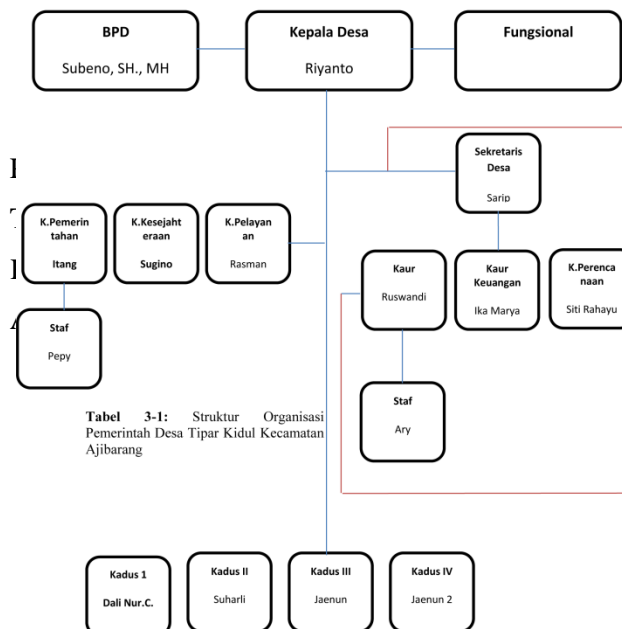 BPD
Subeno, SH., MH
Kepala Desa
Riyanto
Fungsional
Sekretaris
Desa
Sarip
K.Pemerin
tahan
Itang
K.Kesejaht
eraan
Sugino
K.Pelayan
an
Rasman
Kaur
Ruswandi
Kaur
Keuangan
Ika Marya
K.Perenca
naan
Siti Rahayu
Staf
Pepy
Staf
Ary
Tabel 3-1: Struktur Organisasi
Pemerintah Desa Tipar Kidul Kecamatan
Ajibarang
Kadus 1
Dali Nur.C.
Kadus II
Suharli
Kadus III
Jaenun
Kadus IV
Jaenun 2